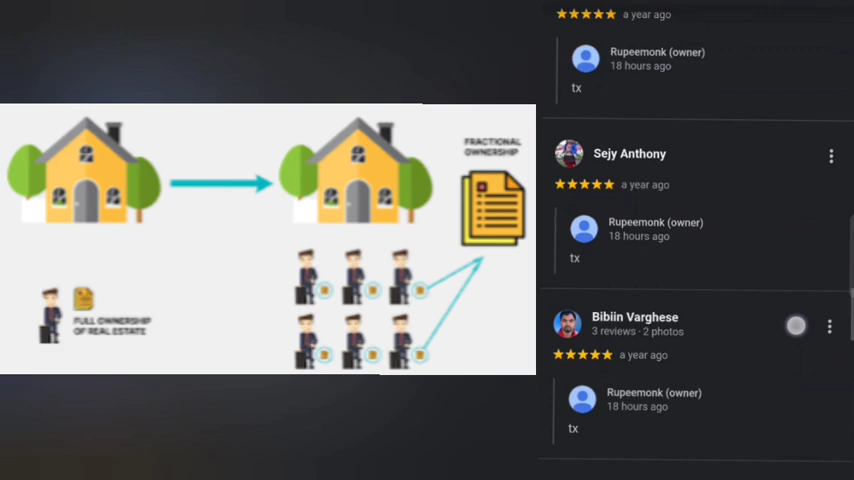 FRACTIONAL
OWNERSHIP
FULL OWNERSHIP
OF REAL ESTATE
a year ago
Rupeemonk (owner)
18 hours ago
tx
Sejy Anthony
a year ago
Rupeemonk (owner)
18 hours ago
tx
Bibiin Varghese
3 reviews · 2 photos
a year ago
Rupeemonk (owner)
18 hours ago
tx